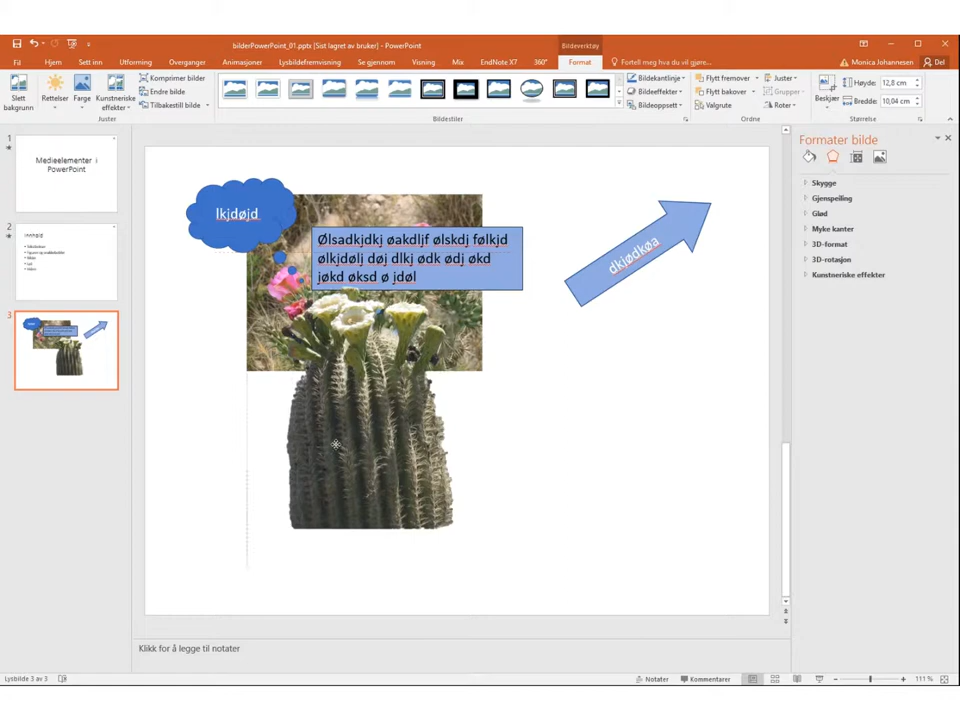 bilderPowerPoint_01.pptx [Sist lagret av bruker] - PowerPoint
Bildeverktøy
Fil Hjem Sett inn Utforming Overganger Animasjoner Lysbildefremvisning Se gjennom Visning Mix EndNote X7 360° Format Fortell meg hva du vil gjøre... Monica Johannesen Del
Slett bakgrunn
Rettelser
Farge
Kunstneriske effekter
Komprimer bilder
Endre bilde
Tilbakestill bilde
Juster
Bildestiler
Bildekantlinje
Bildeeffekter
Bildeoppsett
Flytt fremover
Flytt bakover
Valgrute
Juster
Grupper
Roter
Ordne
Beskjær
Høyde: 12,8 cm
Bredde: 10,04 cm
Størrelse
1
Medieelementer i
PowerPoint
2
Innhold
3
lkjdøjd
Ølsadkjdkj øakdljf ølskdj følkjd
ølkjdølj døj dlkj ødk ødj økd
jøkd øksd ø jdøl
dkjødkøa
Formater bilde
Skygge
Gjenspeiling
Glød
Myke kanter
3D-format
3D-rotasjon
Kunstneriske effekter
Klikk for å legge til notater
Lysbilde 3 av 3
Notater
Kommentarer
111 %